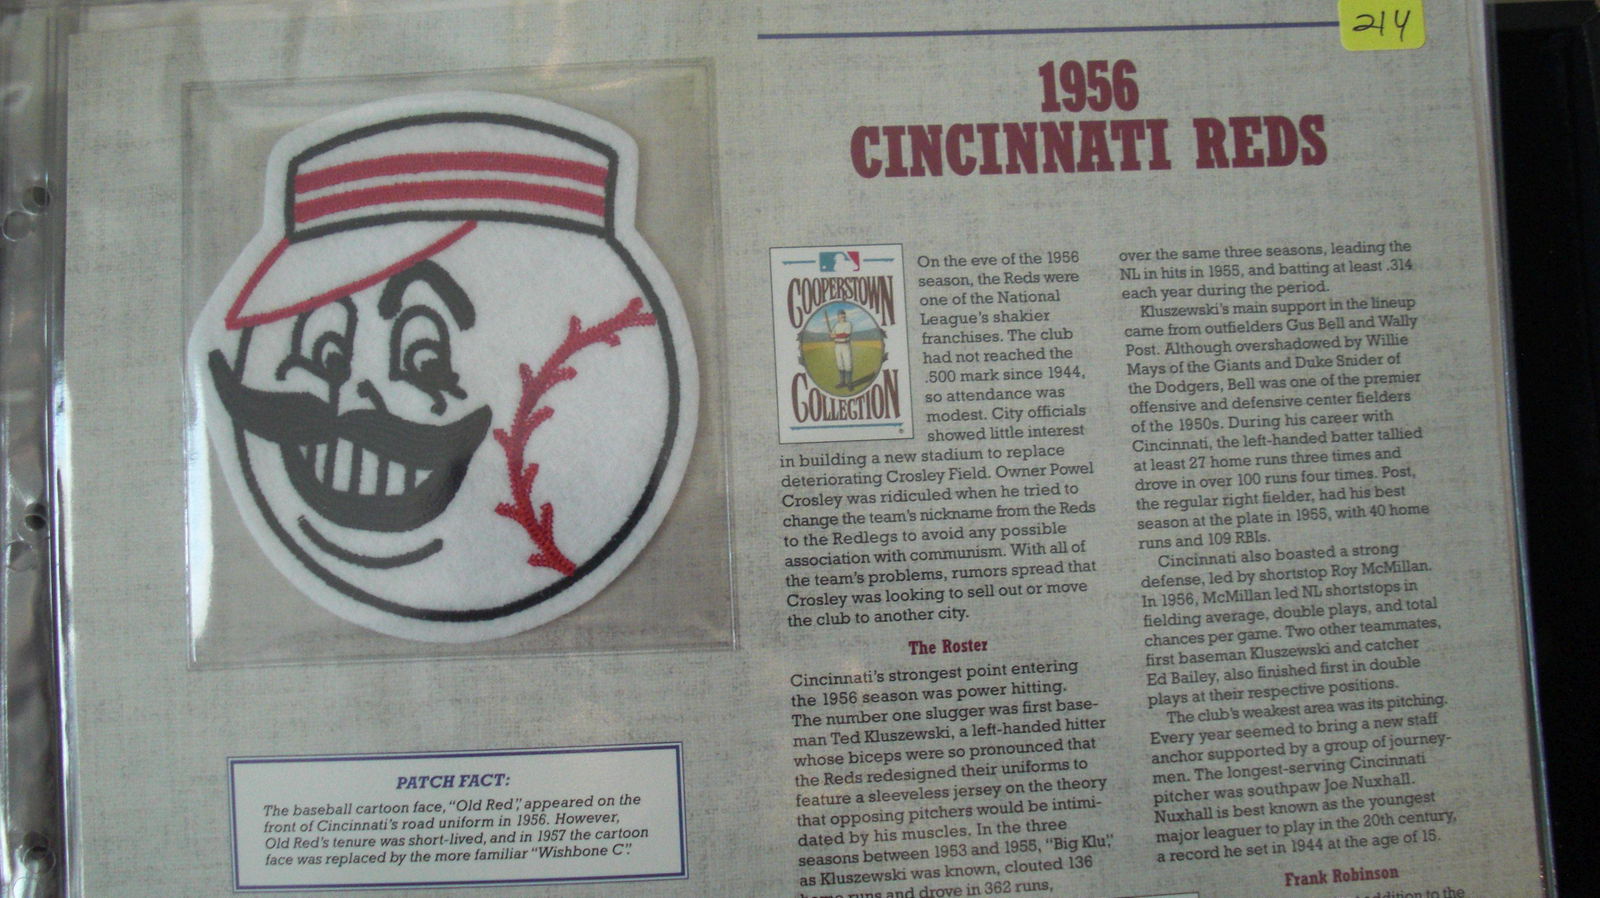 214
1956
CINCINNATI REDS
COOPERSTOWN
COLLECTION
On the eve of the 1956
season, the Reds were
one of the National
League's shakier
franchises. The club
had not reached the
.500 mark since 1944,
so attendance was
modest. City officials
showed little interest
in building a new stadium to replace
deteriorating Crosley Field. Owner Powel
Crosley was ridiculed when he tried to
change the team's nickname from the Reds
to the Redlegs to avoid any possible
association with communism. With all of
the team's problems, rumors spread that
Crosley was looking to sell out or move
the club to another city.
The Roster
Cincinnati's strongest point entering
the 1956 season was power hitting.
The number one slugger was first base-
man Ted Kluszewski, a left-handed hitter
whose biceps were so pronounced that
the Reds redesigned their uniforms to
feature a sleeveless jersey on the theory
that opposing pitchers would be intimi-
dated by his muscles. In the three
seasons between 1953 and 1955, "Big Klu",
as Kluszewski was known, clouted 136
home runs and drove in 362 runs,
over the same three seasons, leading the
NL in hits in 1955, and batting at least .314
each year during the period.
Kluszewski's main support in the lineup
came from outfielders Gus Bell and Wally
Post. Although overshadowed by Willie
Mays of the Giants and Duke Snider of
the Dodgers, Bell was one of the premier
offensive and defensive center fielders
of the 1950s. During his career with
Cincinnati, the left-handed batter tallied
at least 27 home runs three times and
drove in over 100 runs four times. Post,
the regular right fielder, had his best
season at the plate in 1955, with 40 home
runs and 109 RBIs.
Cincinnati also boasted a strong
defense, led by shortstop Roy McMillan.
In 1956, McMillan led NL shortstops in
fielding average, double plays, and total
chances per game. Two other teammates,
first baseman Kluszewski and catcher
Ed Bailey, also finished first in double
plays at their respective positions.
The club's weakest area was its pitching.
Every year seemed to bring a new staff
anchor supported by a group of journey-
men. The longest-serving Cincinnati
pitcher was southpaw Joe Nuxhall.
Nuxhall is best known as the youngest
major leaguer to play in the 20th century,
a record he set in 1944 at the age of 15.
Frank Robinson
addition to the
PATCH FACT:
The baseball cartoon face, "Old Red", appeared on the
front of Cincinnati's road uniform in 1956. However,
Old Red's tenure was short-lived, and in 1957 the cartoon
face was replaced by the more familiar "Wishbone C".